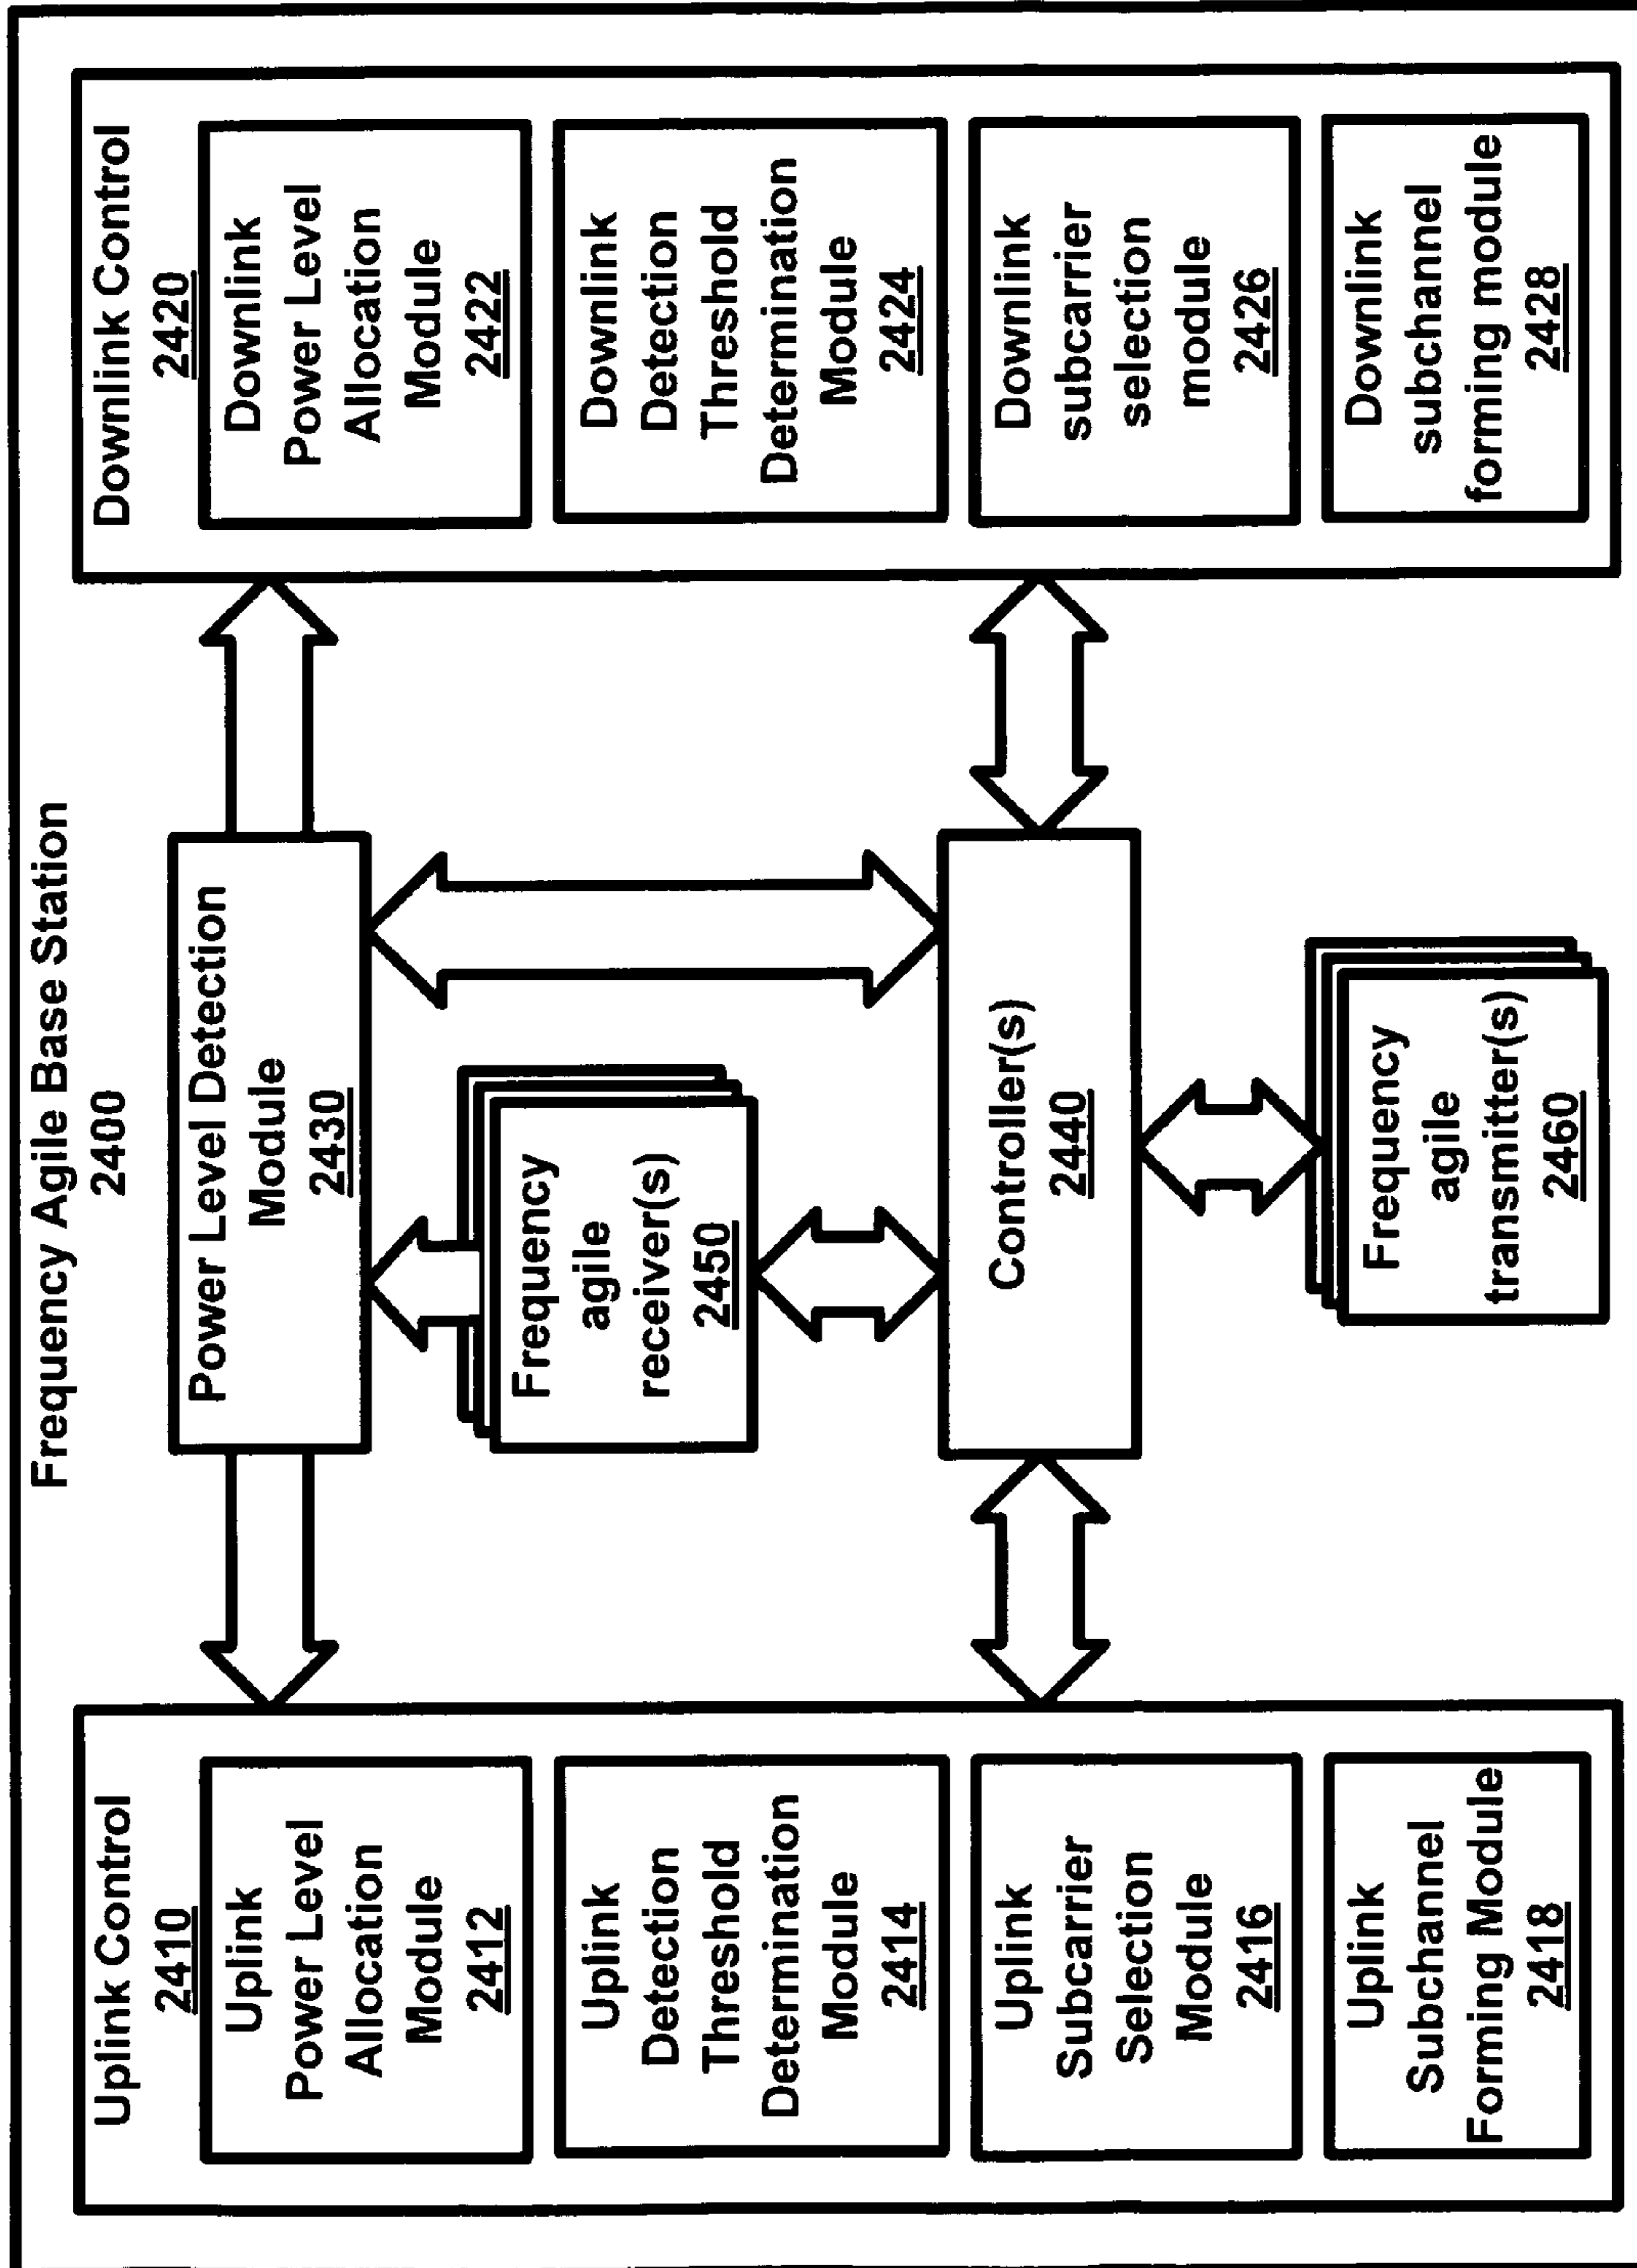 Frequency Agile Base Station
2400
Uplink Control
2410
Uplink
Power Level
Allocation
Module
2412
Uplink
Detection
Threshold
Determination
Module
2414
Uplink
Subcarrier
Selection
Module
2416
Uplink
Subchannel
Forming Module
2418
Power Level Detection
Module
2430
Frequency
agile
receiver(s)
2450
Controller(s)
2440
Frequency
agile
transmitter(s)
2460
Downlink Control
2420
Downlink
Power Level
Allocation
Module
2422
Downlink
Detection
Threshold
Determination
Module
2424
Downlink
subcarrier
selection
module
2426
Downlink
subchannel
forming module
2428